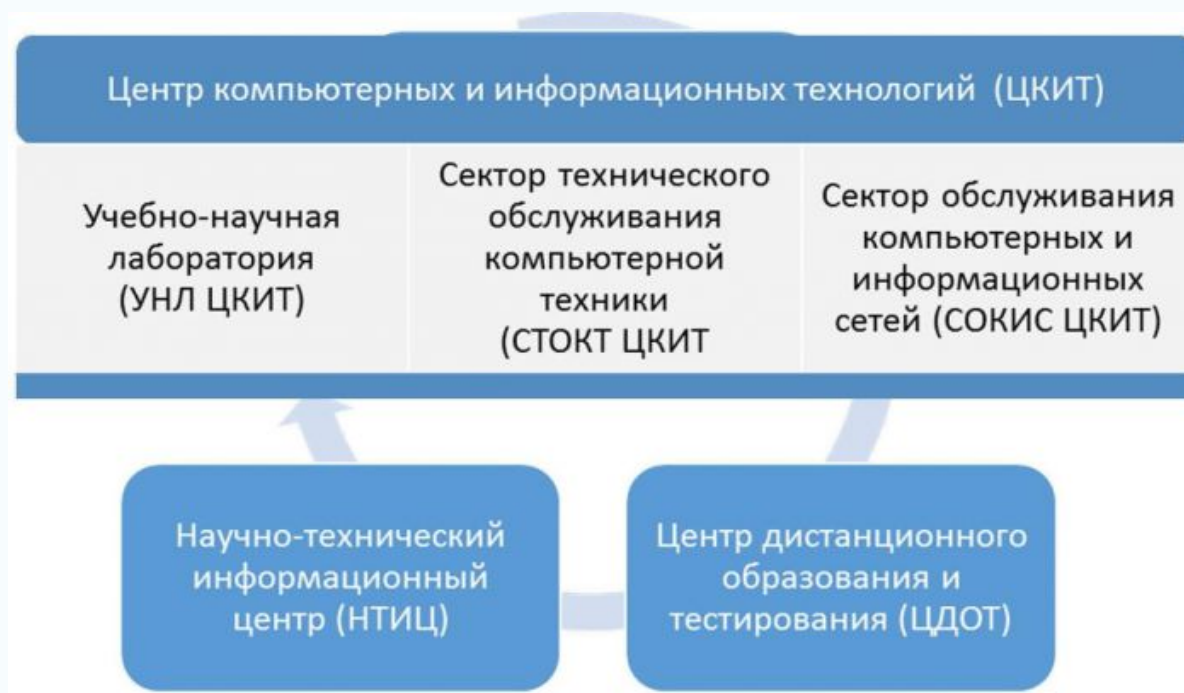 Центр компьютерных и информационных технологий (ЦКИТ)
Учебно-научная
лаборатория
(УНЛ ЦКИТ)
Сектор технического
обслуживания
компьютерной
техники
(СТОКТ ЦКИТ
Сектор обслуживания
компьютерных и
информационных
сетей (СОКИС ЦКИТ)
Научно-технический
информационный
центр (НТИЦ)
Центр дистанционного
образования и
тестирования (ЦДОТ)